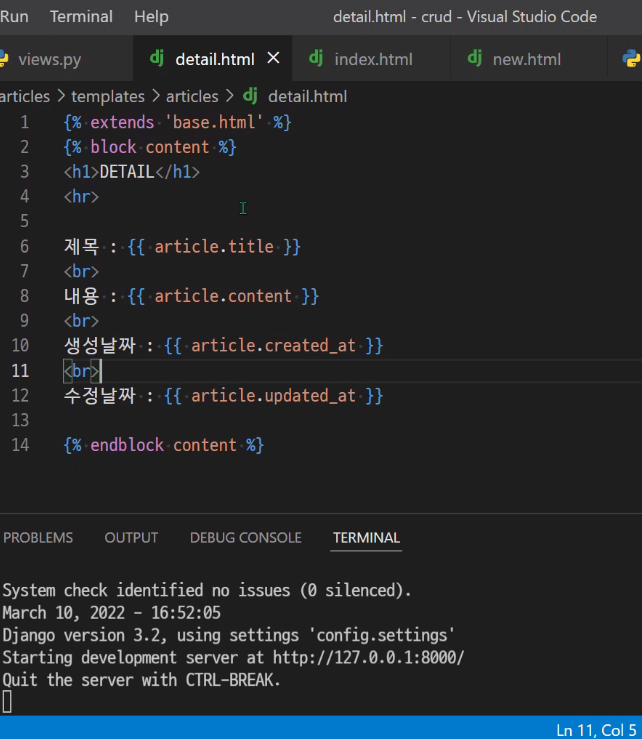 Run Terminal Help detail.html - crud - Visual Studio Code
views.py detail.html index.html new.html
articles > templates > articles > detail.html
1 {% extends 'base.html' %}
2 {% block content %}
3 <h1>DETAIL</h1>
4 <hr>
5
6 제목 : {{ article.title }}
7 <br>
8 내용 : {{ article.content }}
9 <br>
10 생성날짜 : {{ article.created_at }}
11 <br>
12 수정날짜 : {{ article.updated_at }}
13
14 {% endblock content %}
PROBLEMS OUTPUT DEBUG CONSOLE TERMINAL
System check identified no issues (0 silenced).
March 10, 2022 - 16:52:05
Django version 3.2, using settings 'config.settings'
Starting development server at http://127.0.0.1:8000/
Quit the server with CTRL-BREAK.
Ln 11, Col 5